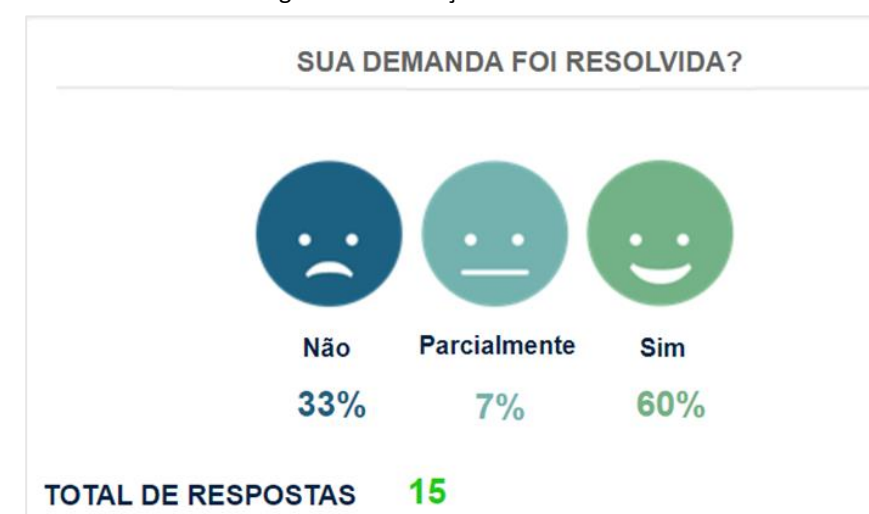 SUA DEMANDA FOI RESOLVIDA?
Não Parcialmente Sim
33% 7% 60%
TOTAL DE RESPOSTAS 15